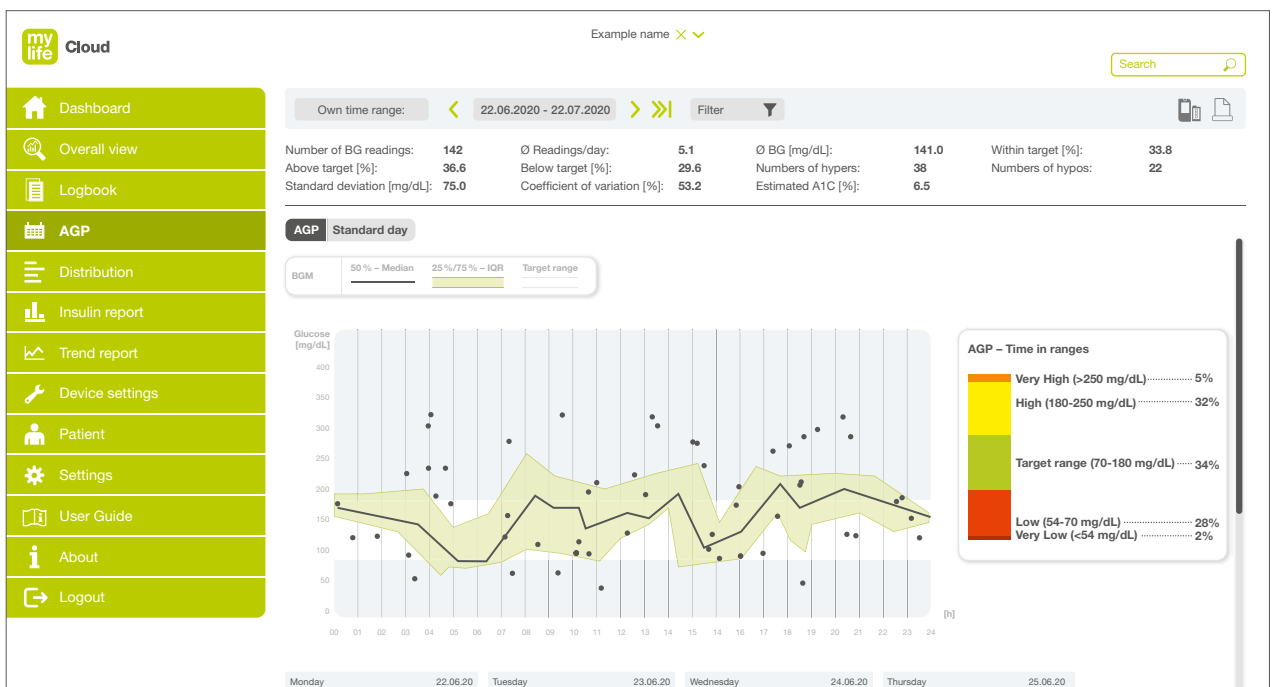 my life Cloud
Example name
Search
Dashboard
Overall view
Logbook
AGP
Distribution
Insulin report
Trend report
Device settings
Patient
Settings
User Guide
About
Logout
Own time range: 22.06.2020 - 22.07.2020 Filter
Number of BG readings: 142 Ø Readings/day: 5.1 Ø BG [mg/dL]: 141.0 Within target [%]: 33.8
Above target [%]: 36.6 Below target [%]: 29.6 Numbers of hypers: 38 Numbers of hypos: 22
Standard deviation [mg/dL]: 75.0 Coefficient of variation [%]: 53.2 Estimated A1C [%]: 6.5
AGP Standard day
BGM 50 % – Median 25 %/75 % – IQR Target range
Glucose
[mg/dL]
400
350
300
250
200
150
100
50
0
[h]
00 01 02 03 04 05 06 07 08 09 10 11 12 13 14 15 14 16 17 18 19 20 21 22 23 24
AGP – Time in ranges
Very High (>250 mg/dL) 5%
High (180-250 mg/dL) 32%
Target range (70-180 mg/dL) 34%
Low (54-70 mg/dL) 28%
Very Low (<54 mg/dL) 2%
Monday 22.06.20 Tuesday 23.06.20 Wednesday 24.06.20 Thursday 25.06.20